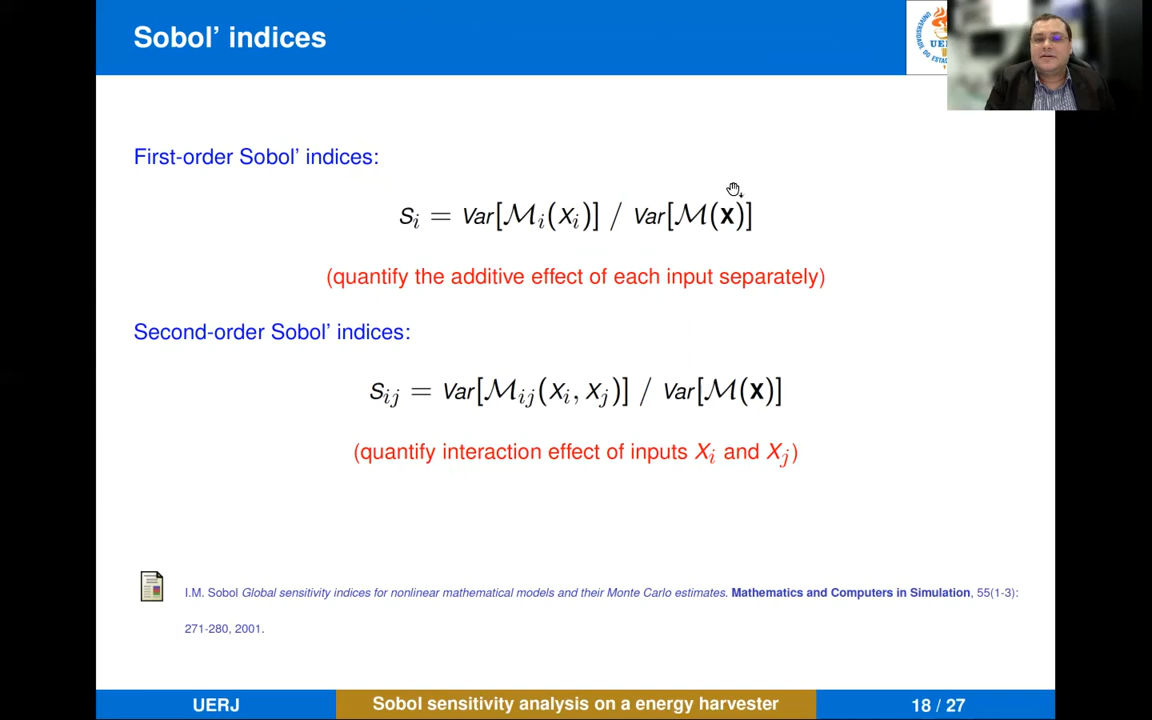 Sobol’ indices
First-order Sobol’ indices:
S_i = Var[ℳ_i(X_i)] / Var[ℳ(X)]
(quantify the additive effect of each input separately)
Second-order Sobol’ indices:
S_ij = Var[ℳ_ij(X_i, X_j)] / Var[ℳ(X)]
(quantify interaction effect of inputs X_i and X_j)
I.M. Sobol Global sensitivity indices for nonlinear mathematical models and their Monte Carlo estimates. Mathematics and Computers in Simulation, 55(1-3):
271-280, 2001.
UERJ
Sobol sensitivity analysis on a energy harvester
18 / 27